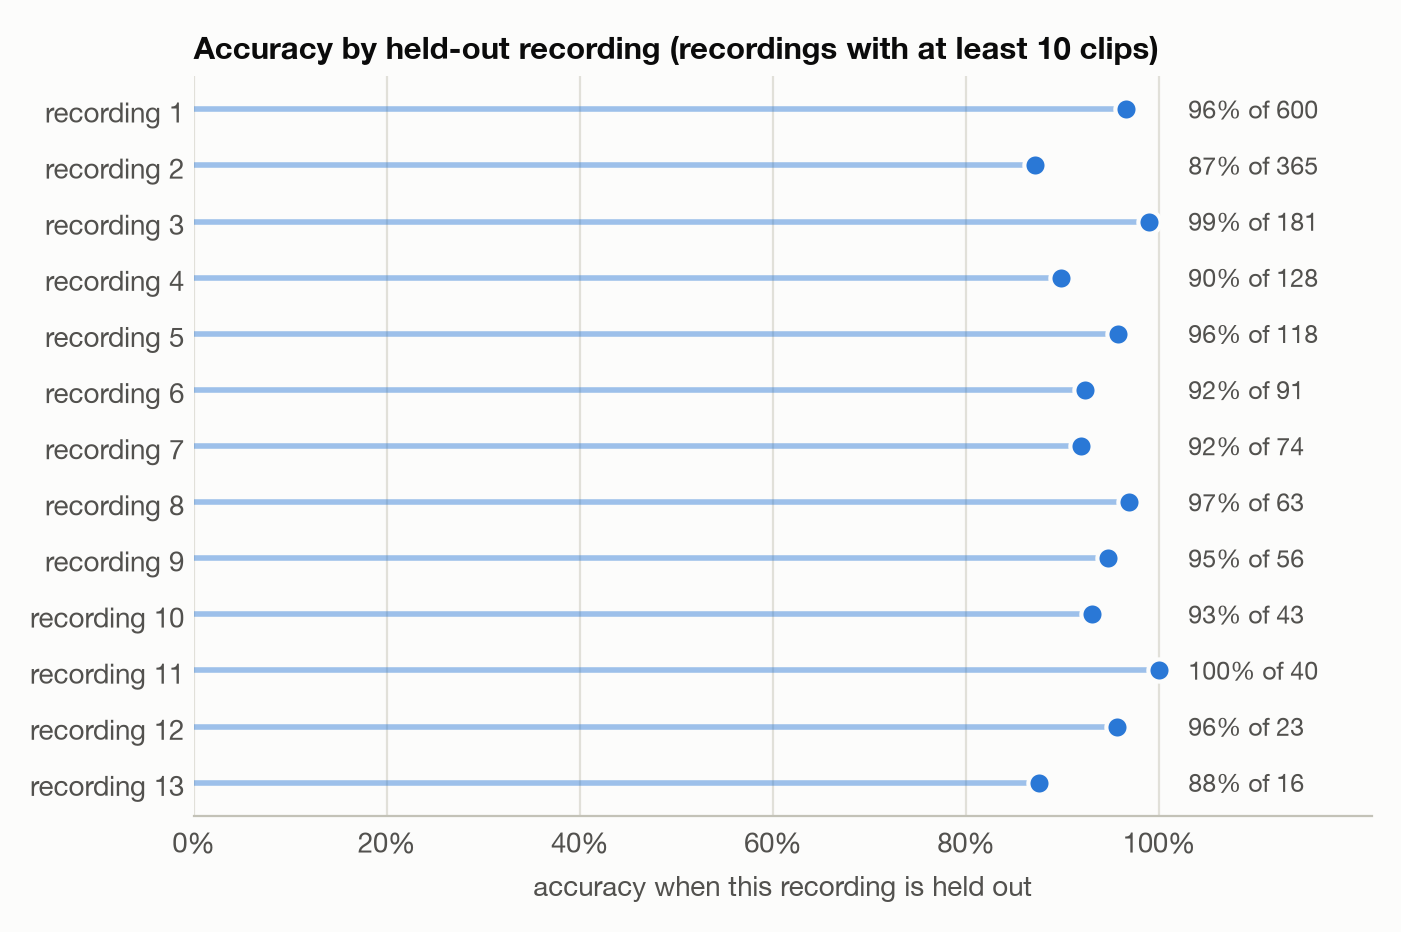 Accuracy by held-out recording (recordings with at least 10 clips)
recording 1 96% of 600
recording 2 87% of 365
recording 3 99% of 181
recording 4 90% of 128
recording 5 96% of 118
recording 6 92% of 91
recording 7 92% of 74
recording 8 97% of 63
recording 9 95% of 56
recording 10 93% of 43
recording 11 100% of 40
recording 12 96% of 23
recording 13 88% of 16
0% 20% 40% 60% 80% 100%
accuracy when this recording is held out